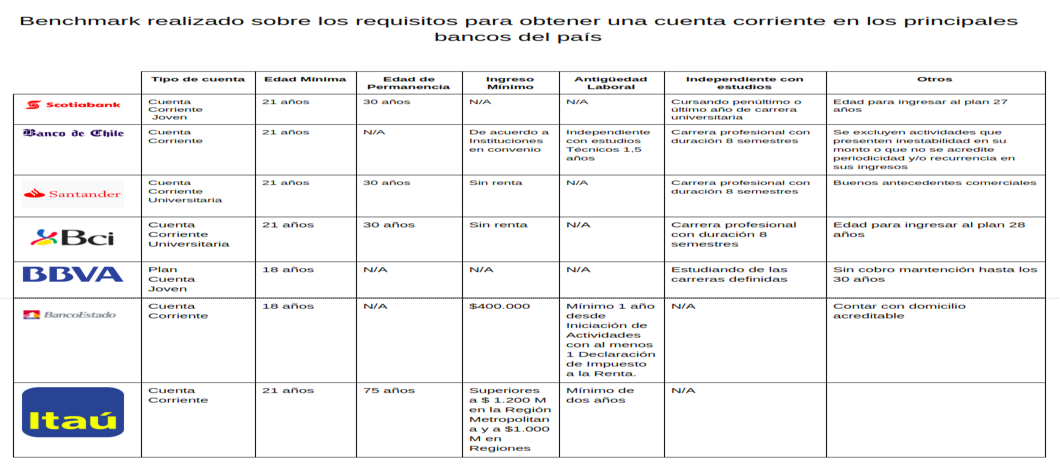 Benchmark realizado sobre los requisitos para obtener una cuenta corriente en los principales
bancos del país
Tipo de cuenta
Edad Mínima
Edad de
Permanencia
Ingreso
Mínimo
Antigüedad
Laboral
Independiente con
estudios
Otros
Scotiabank
Cuenta
Corriente
Joven
21 años
30 años
N/A
N/A
Cursando penúltimo o
último año de carrera
universitaria
Edad para ingresar al plan 27
años
Banco de Chile
Cuenta
Corriente
21 años
N/A
De acuerdo a
Instituciones
en convenio
Independiente
con estudios
Técnicos 1,5
años
Carrera profesional con
duración 8 semestres
Se excluyen actividades que
presenten inestabilidad en su
monto o que no se acredite
periodicidad y/o recurrencia en
sus ingresos
Santander
Cuenta
Corriente
Universitaria
21 años
30 años
Sin renta
N/A
Carrera profesional con
duración 8 semestres
Buenos antecedentes comerciales
Bci
Cuenta
Corriente
Universitaria
21 años
30 años
Sin renta
N/A
Carrera profesional
con duración 8
semestres
Edad para ingresar al plan 28
años
BBVA
Plan
Cuenta
Joven
18 años
N/A
N/A
N/A
Estudiando de las
carreras definidas
Sin cobro mantención hasta los
30 años
BancoEstado
Cuenta
Corriente
18 años
N/A
$400.000
Mínimo 1 año
desde
Iniciación de
Actividades
con al menos
1 Declaración
de Impuesto
a la Renta.
N/A
Contar con domicilio
acreditable
Itaú
Cuenta
Corriente
21 años
75 años
Superiores
a $ 1.200 M
en la Región
Metropolitan
a y a $1.000
M en
Regiones
Mínimo de
dos años
N/A